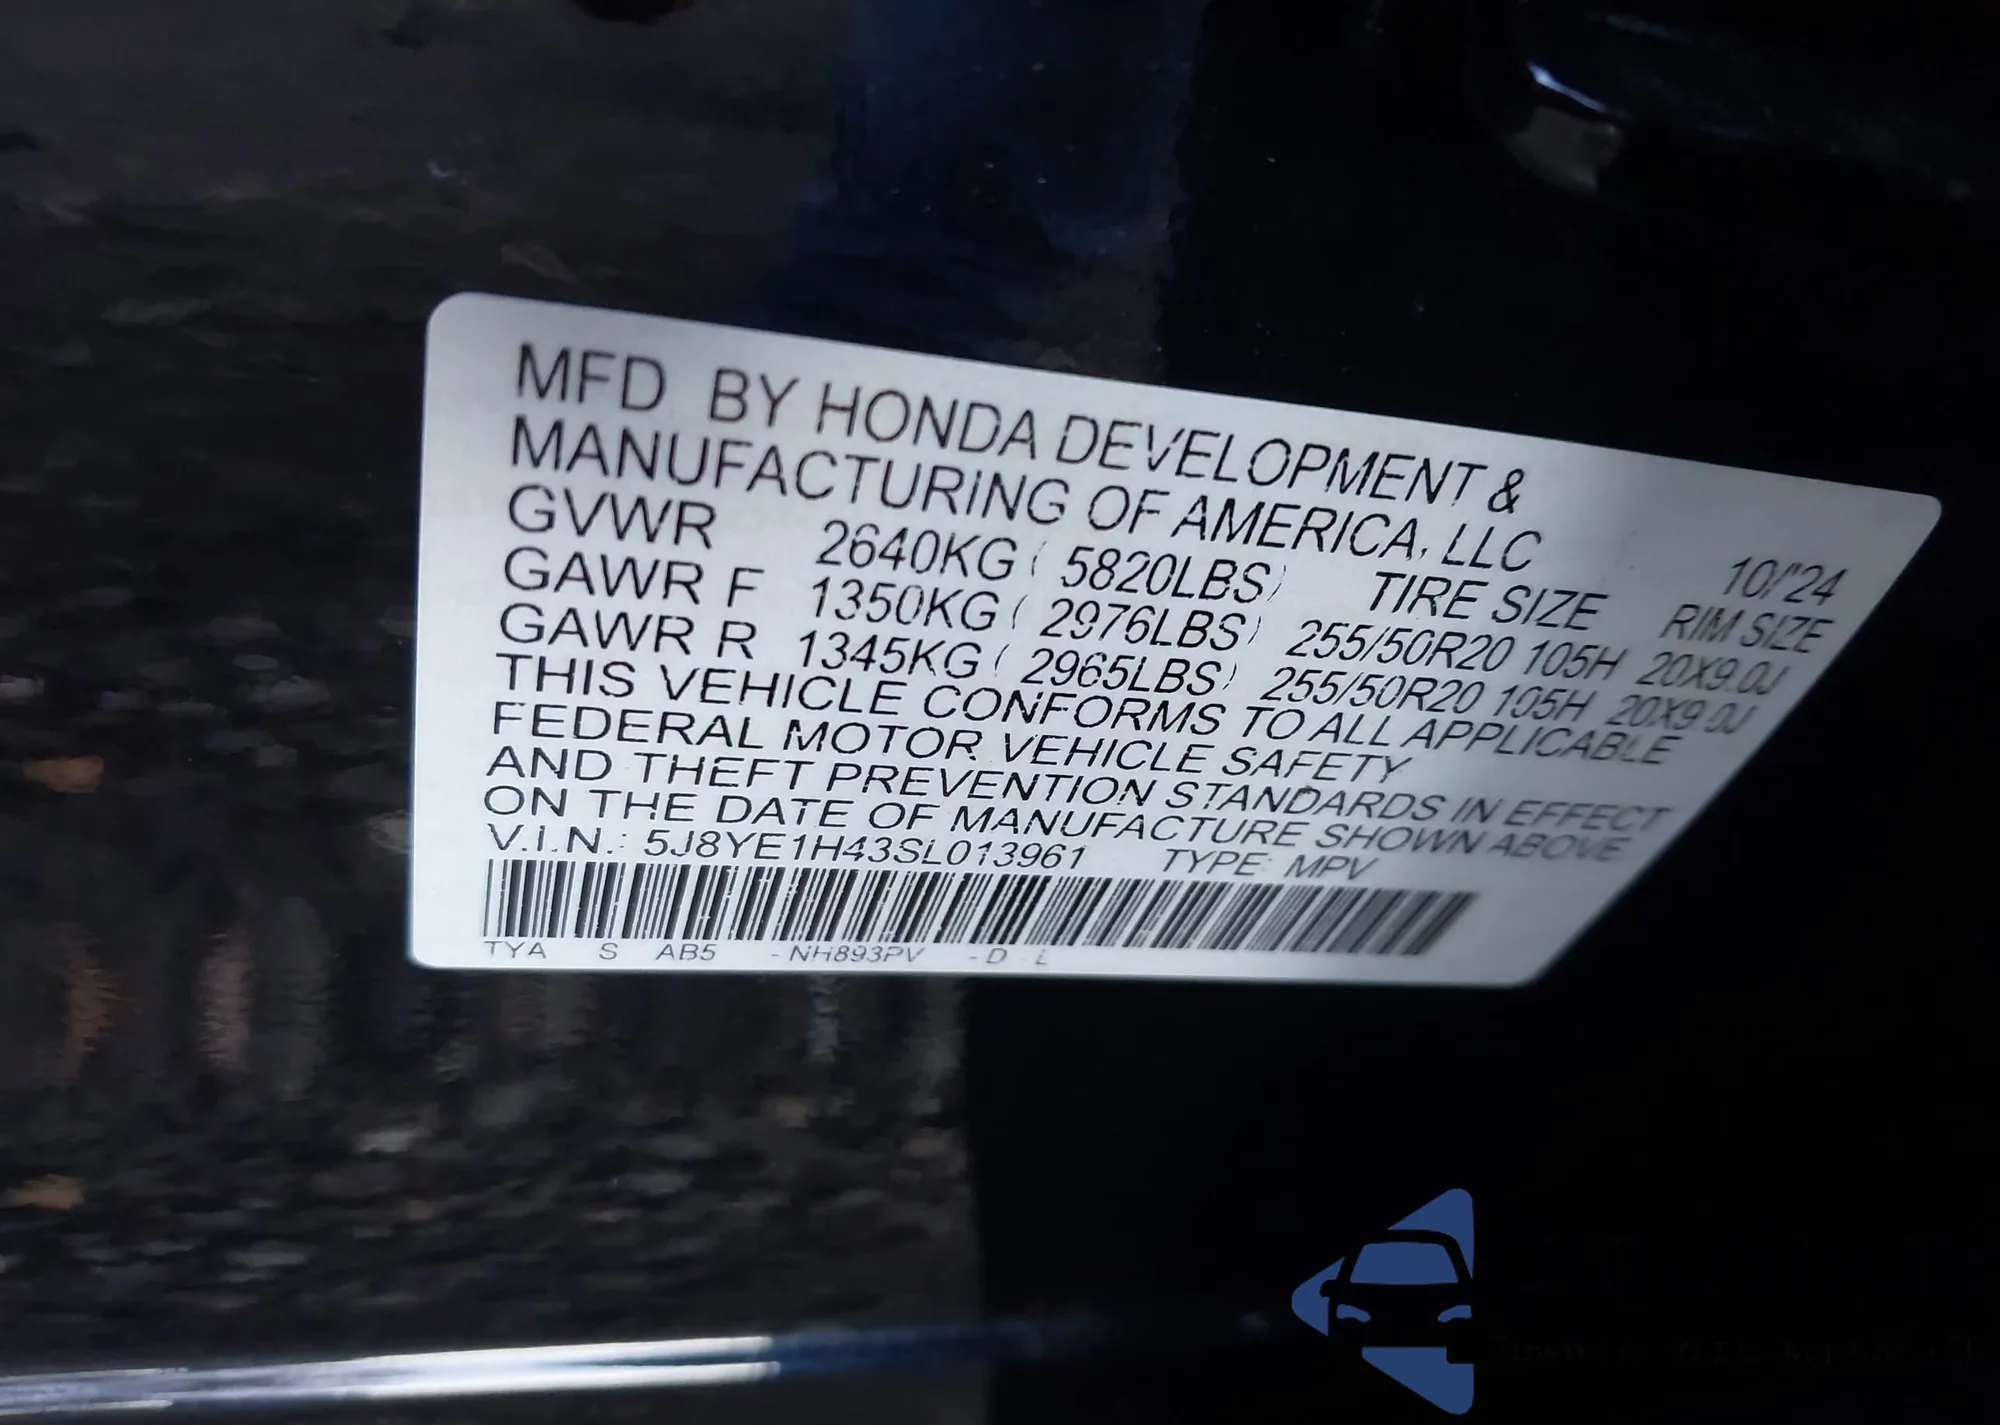 MFD BY HONDA DEVELOPMENT &
MANUFACTURING OF AMERICA, LLC 10/'24
GVWR 2640KG ( 5820LBS) TIRE SIZE RIM SIZE
GAWR F 1350KG ( 2976LBS) 255/50R20 105H 20X9.0J
GAWR R 1345KG ( 2965LBS) 255/50R20 105H 20X9.0J
THIS VEHICLE CONFORMS TO ALL APPLICABLE
FEDERAL MOTOR VEHICLE SAFETY
AND THEFT PREVENTION STANDARDS IN EFFECT
ON THE DATE OF MANUFACTURE SHOWN ABOVE
V.I.N.: 5J8YE1H43SL013961 TYPE: MPV
TYA S AB5 -NH893PV -D L